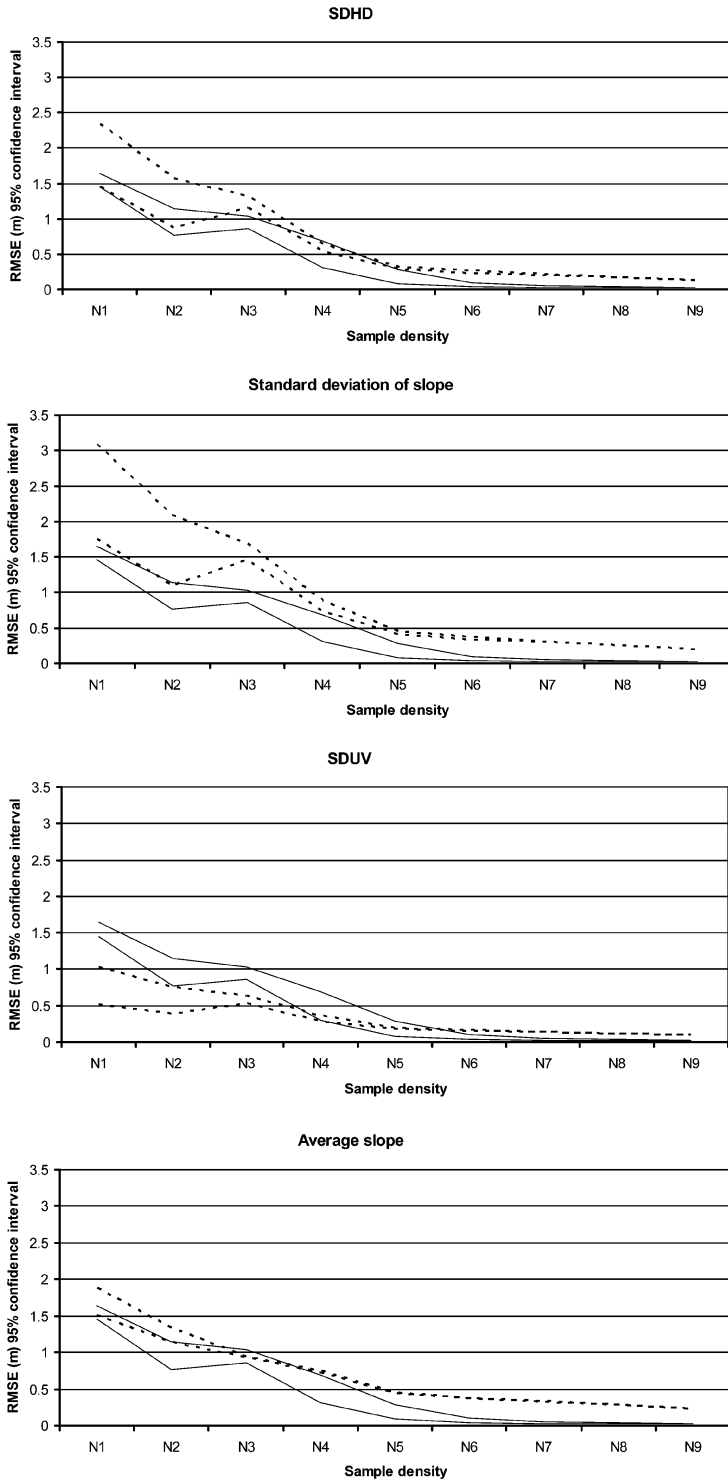 SDHD
RMSE (m) 95% confidence interval
3.5
3
2.5
2
1.5
1
0.5
0
N1 N2 N3 N4 N5 N6 N7 N8 N9
Sample density
Standard deviation of slope
RMSE (m) 95% confidence interval
3.5
3
2.5
2
1.5
1
0.5
0
N1 N2 N3 N4 N5 N6 N7 N8 N9
Sample density
SDUV
RMSE (m) 95% confidence interval
3.5
3
2.5
2
1.5
1
0.5
0
N1 N2 N3 N4 N5 N6 N7 N8 N9
Sample density
Average slope
RMSE (m) 95% confidence interval
3.5
3
2.5
2
1.5
1
0.5
0
N1 N2 N3 N4 N5 N6 N7 N8 N9
Sample density